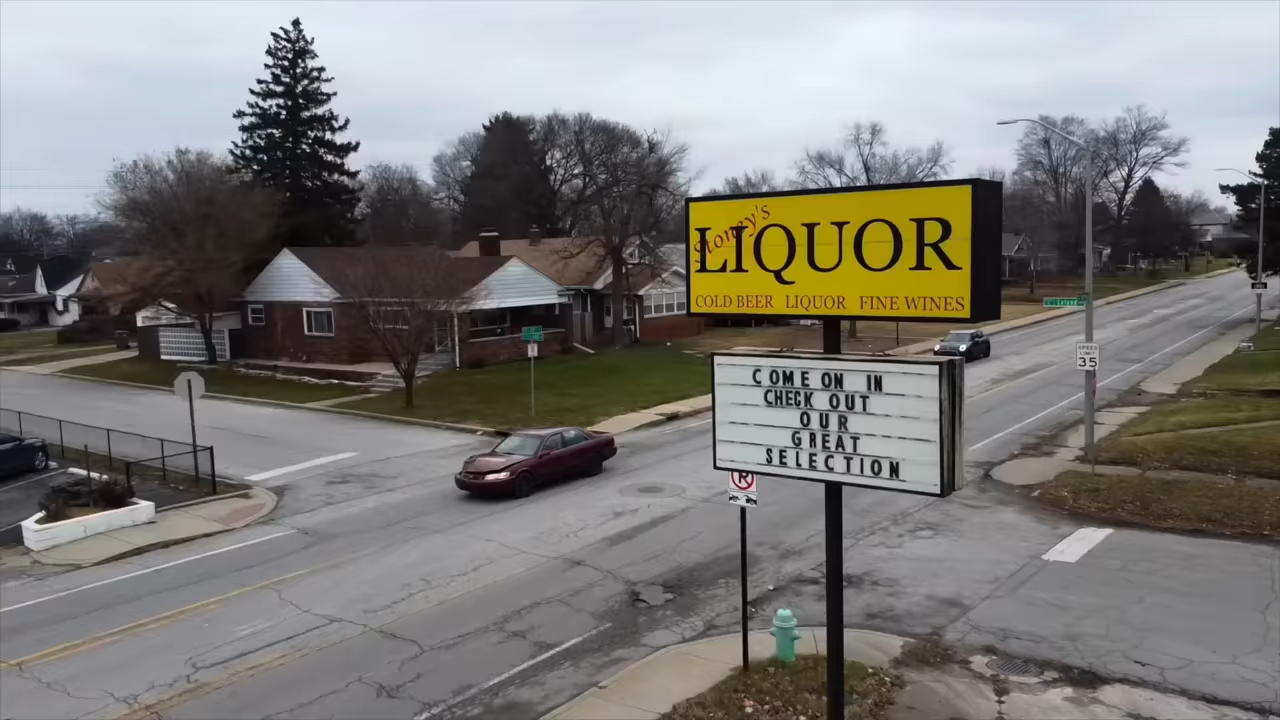 Stoney's
LIQUOR
COLD BEER LIQUOR FINE WINES
COME ON IN
CHECK OUT
OUR
GREAT
SELECTION
SPEED
LIMIT
35